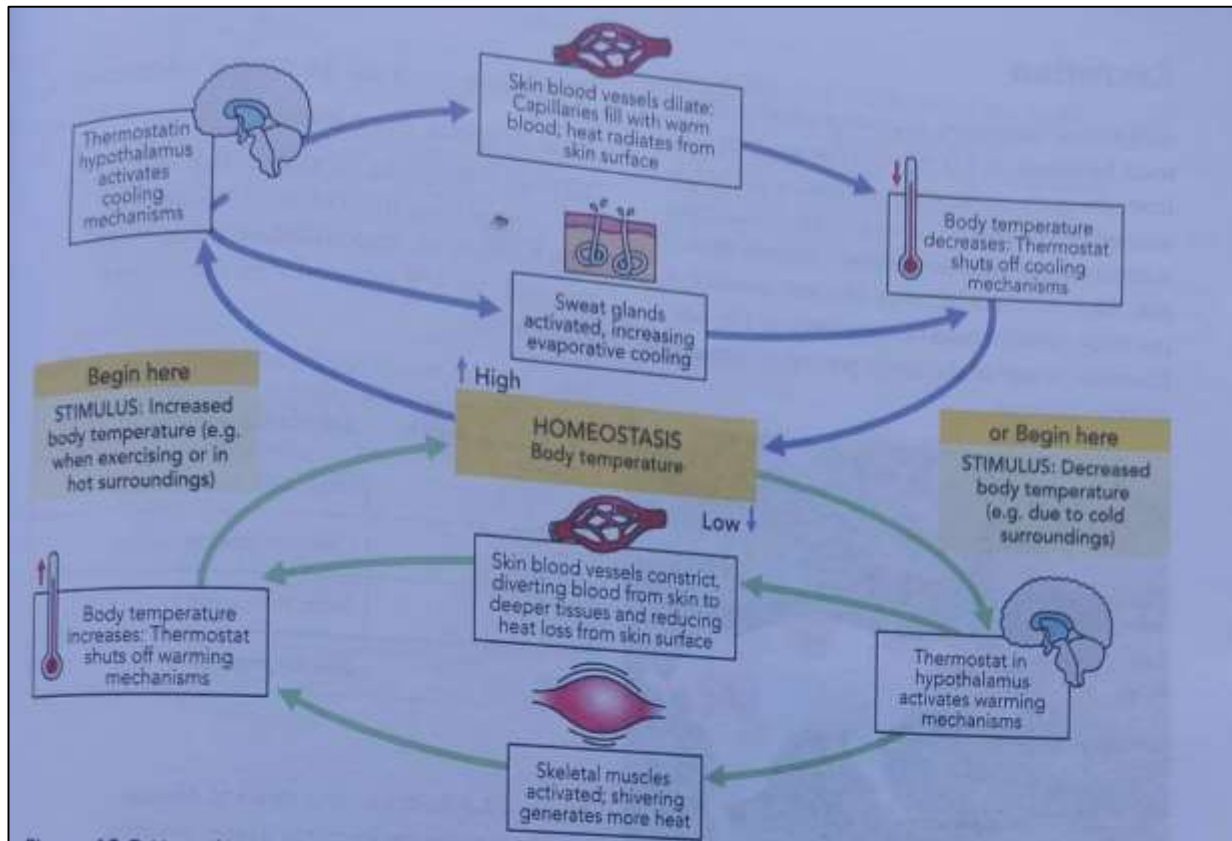 Skin blood vessels dilate:
Capillaries fill with warm
blood; heat radiates from
skin surface
Thermostatin
hypothalamus
activates
cooling
mechanisms
Body temperature
decreases: Thermostat
shuts off cooling
mechanisms
Sweat glands
activated, increasing
evaporative cooling
Begin here
STIMULUS: Increased
body temperature (e.g.
when exercising or in
hot surroundings)
↑ High
HOMEOSTASIS
Body temperature
Low ↓
or Begin here
STIMULUS: Decreased
body temperature
(e.g. due to cold
surroundings)
Skin blood vessels constrict,
diverting blood from skin to
deeper tissues and reducing
heat loss from skin surface
Body temperature
increases: Thermostat
shuts off warming
mechanisms
Thermostat in
hypothalamus
activates warming
mechanisms
Skeletal muscles
activated; shivering
generates more heat